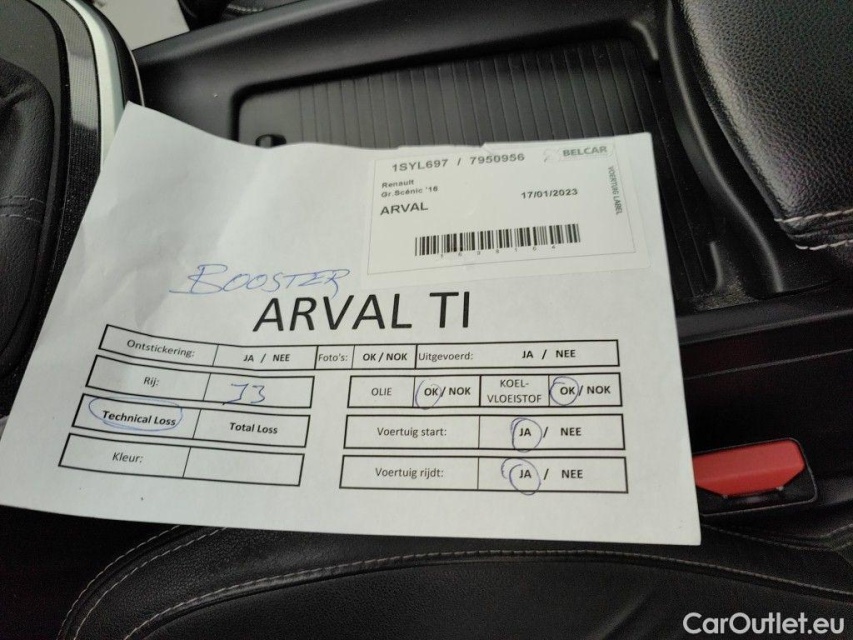 1SYL697 / 7950956 BELCAR
Renault
Gr.Scénic '16
17/01/2023
ARVAL
VOERTUIG LABEL
BOOSTER
ARVAL TI
Ontstickering: JA / NEE Foto's: OK / NOK Uitgevoerd: JA / NEE
Rij: J3
OLIE OK / NOK KOEL-
VLOEISTOF OK / NOK
Technical Loss Total Loss
Voertuig start: JA / NEE
Kleur:
Voertuig rijdt: JA / NEE
CarOutlet.eu